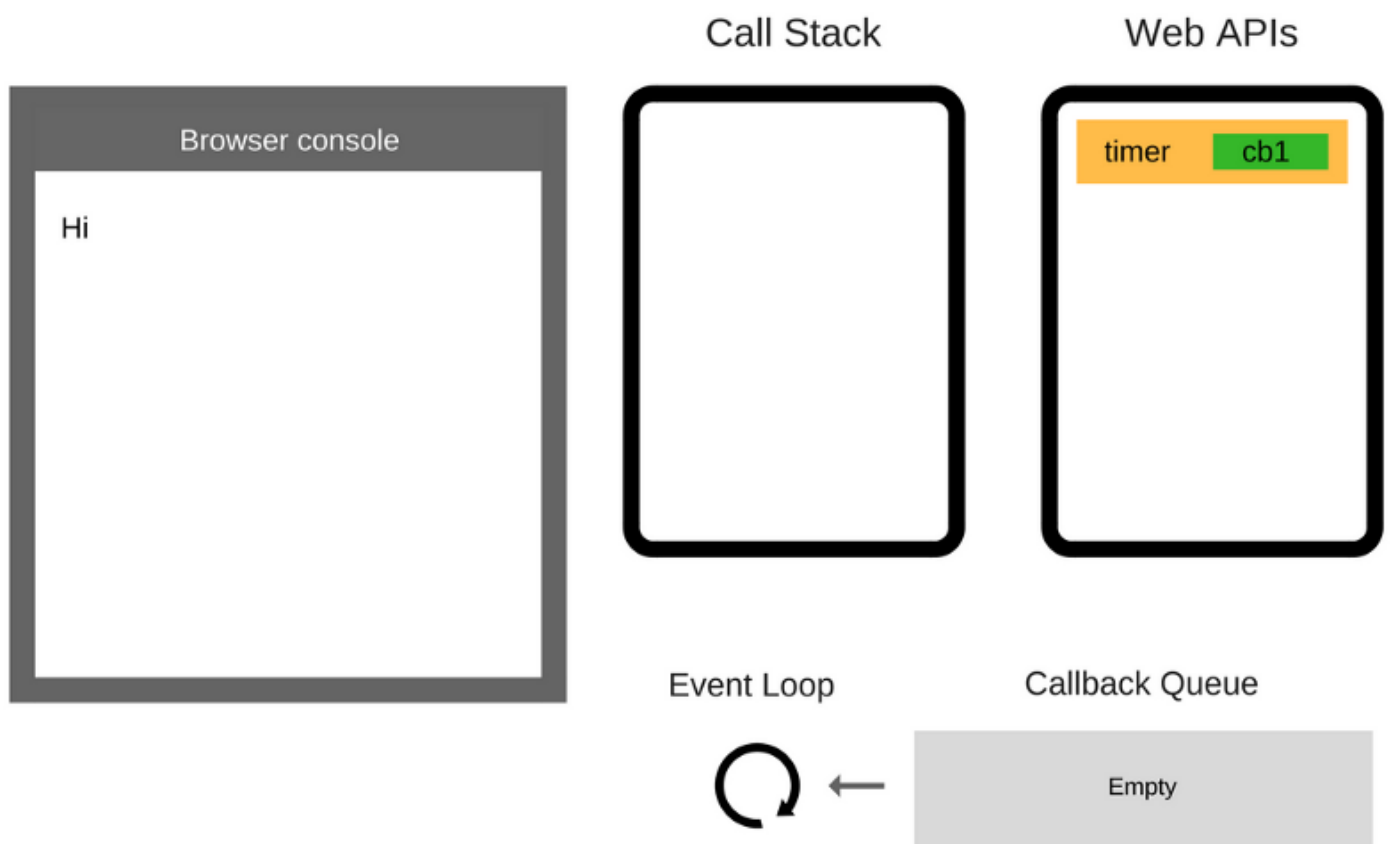 Call Stack
Web APIs
Browser console
timer
cb1
Hi
Event Loop
Callback Queue
Empty